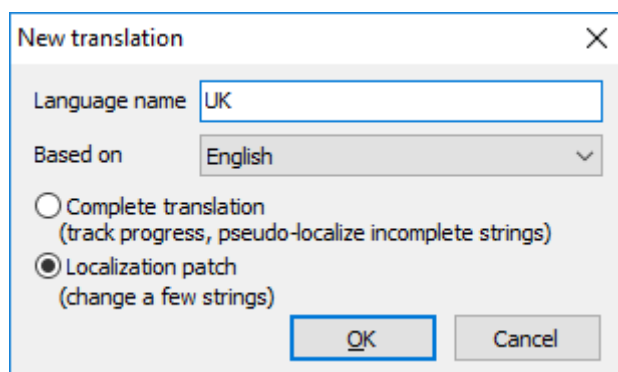 New translation
Language name UK
Based on English
Complete translation
(track progress, pseudo-localize incomplete strings)
Localization patch
(change a few strings)
OK Cancel